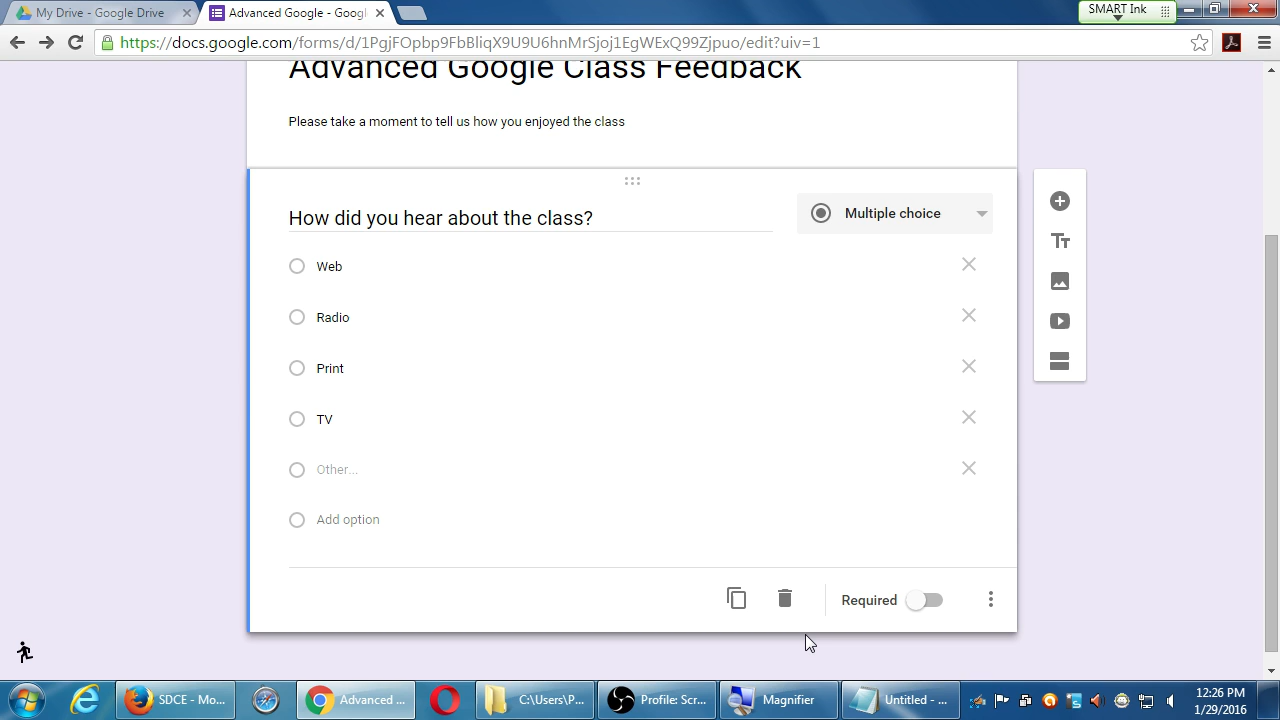 My Drive - Google Drive
Advanced Google - Googl
SMART Ink
https://docs.google.com/forms/d/1PgjFOpbp9FbBliqX9U8U6hnMrSjoj1EgWExQ99Zjpuo/edit?uiv=1
Advanced Google Class Feedback
Please take a moment to tell us how you enjoyed the class
How did you hear about the class?
Multiple choice
Web
Radio
Print
TV
Other...
Add option
Required
SDCE - Mo...
Advanced ...
C:\Users\P...
Profile: Scr...
Magnifier
Untitled - ...
12:26 PM
1/29/2016